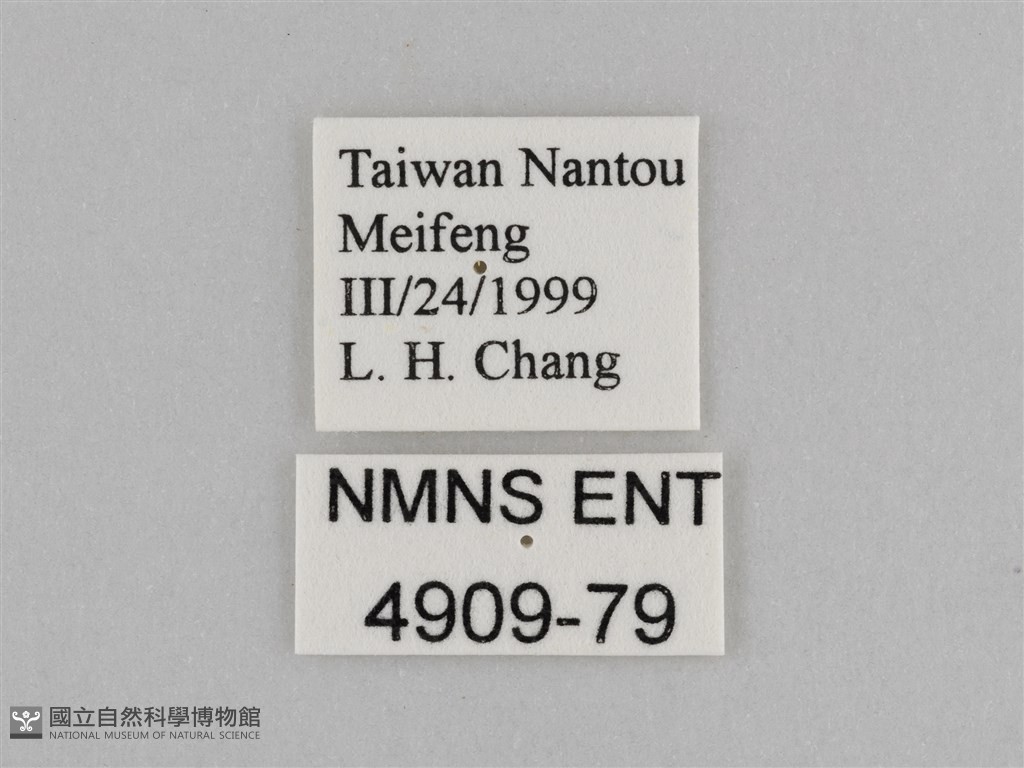 Taiwan Nantou
Meifeng
III/24/1999
L. H. Chang
NMNS ENT
4909-79
國立自然科學博物館
NATIONAL MUSEUM OF NATURAL SCIENCE